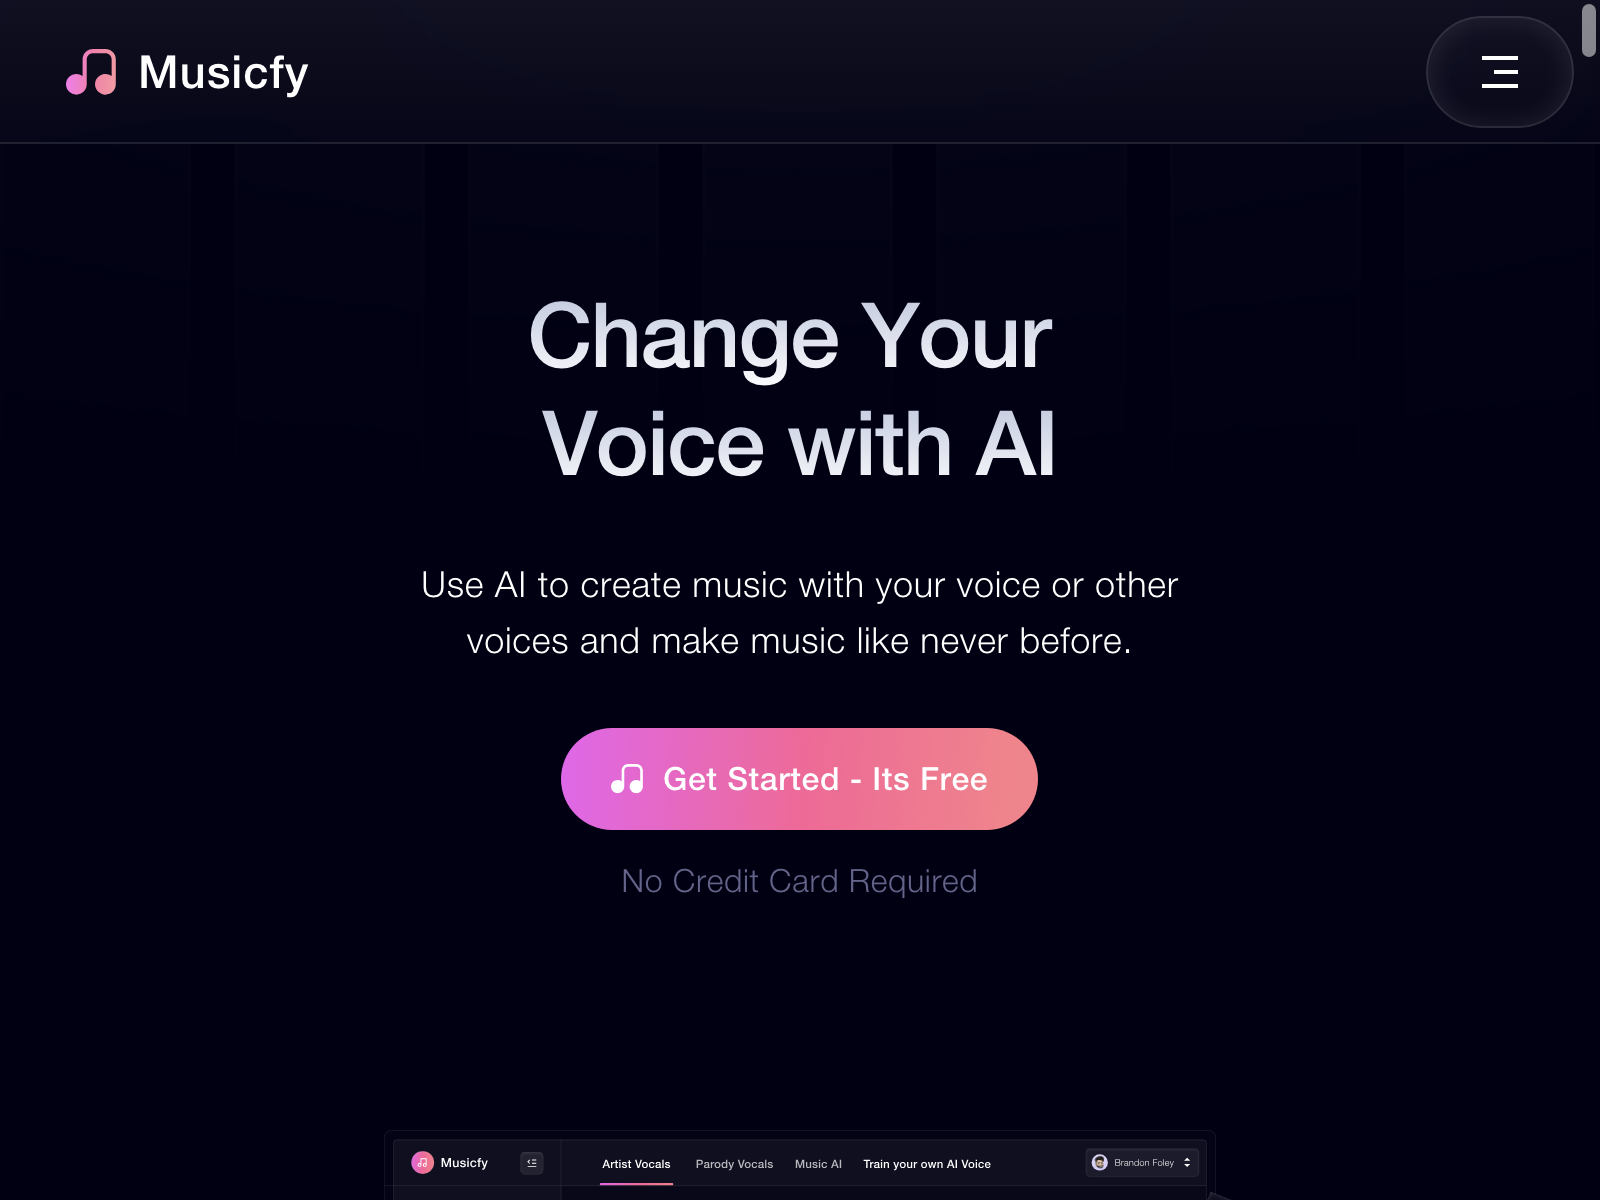 Musicfy
Change Your
Voice with AI
Use AI to create music with your voice or other
voices and make music like never before.
Get Started - Its Free
No Credit Card Required
Musicfy
Artist Vocals Parody Vocals Music AI Train your own AI Voice
Brandon Foley